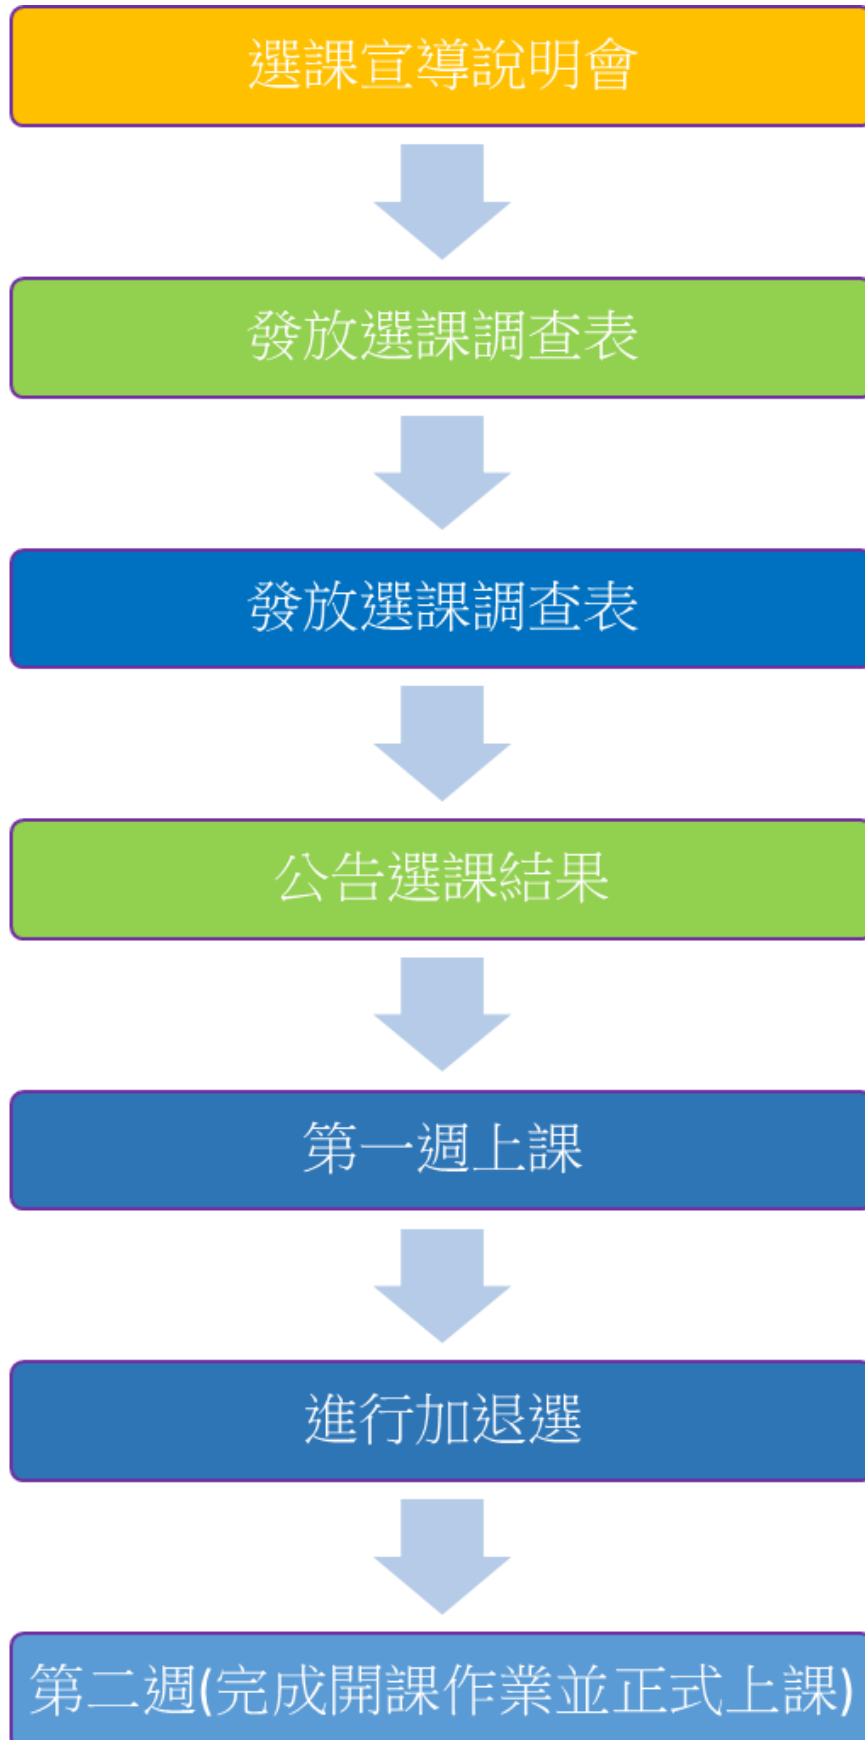 選課宣導說明會
發放選課調查表
發放選課調查表
公告選課結果
第一週上課
進行加退選
第二週(完成開課作業並正式上課)